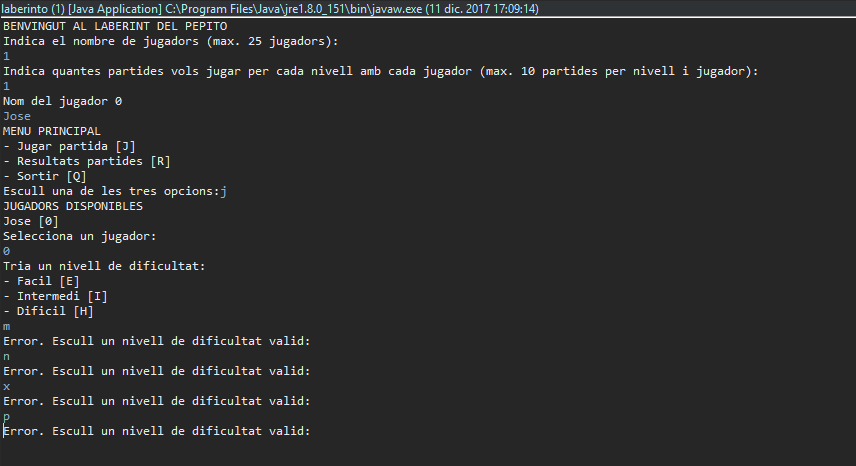 laberinto (1) [Java Application] C:\Program Files\Java\jre1.8.0_151\bin\javaw.exe (11 dic. 2017 17:09:14)
BENVINGUT AL LABERINT DEL PEPITO
Indica el nombre de jugadors (max. 25 jugadors):
1
Indica quantes partides vols jugar per cada nivell amb cada jugador (max. 10 partides per nivell i jugador):
1
Nom del jugador 0
Jose
MENU PRINCIPAL
- Jugar partida [J]
- Resultats partides [R]
- Sortir [Q]
Escull una de les tres opcions:j
JUGADORS DISPONIBLES
Jose [0]
Selecciona un jugador:
0
Tria un nivell de dificultat:
- Facil [E]
- Intermedi [I]
- Dificil [H]
m
Error. Escull un nivell de dificultat valid:
n
Error. Escull un nivell de dificultat valid:
x
Error. Escull un nivell de dificultat valid:
p
Error. Escull un nivell de dificultat valid: